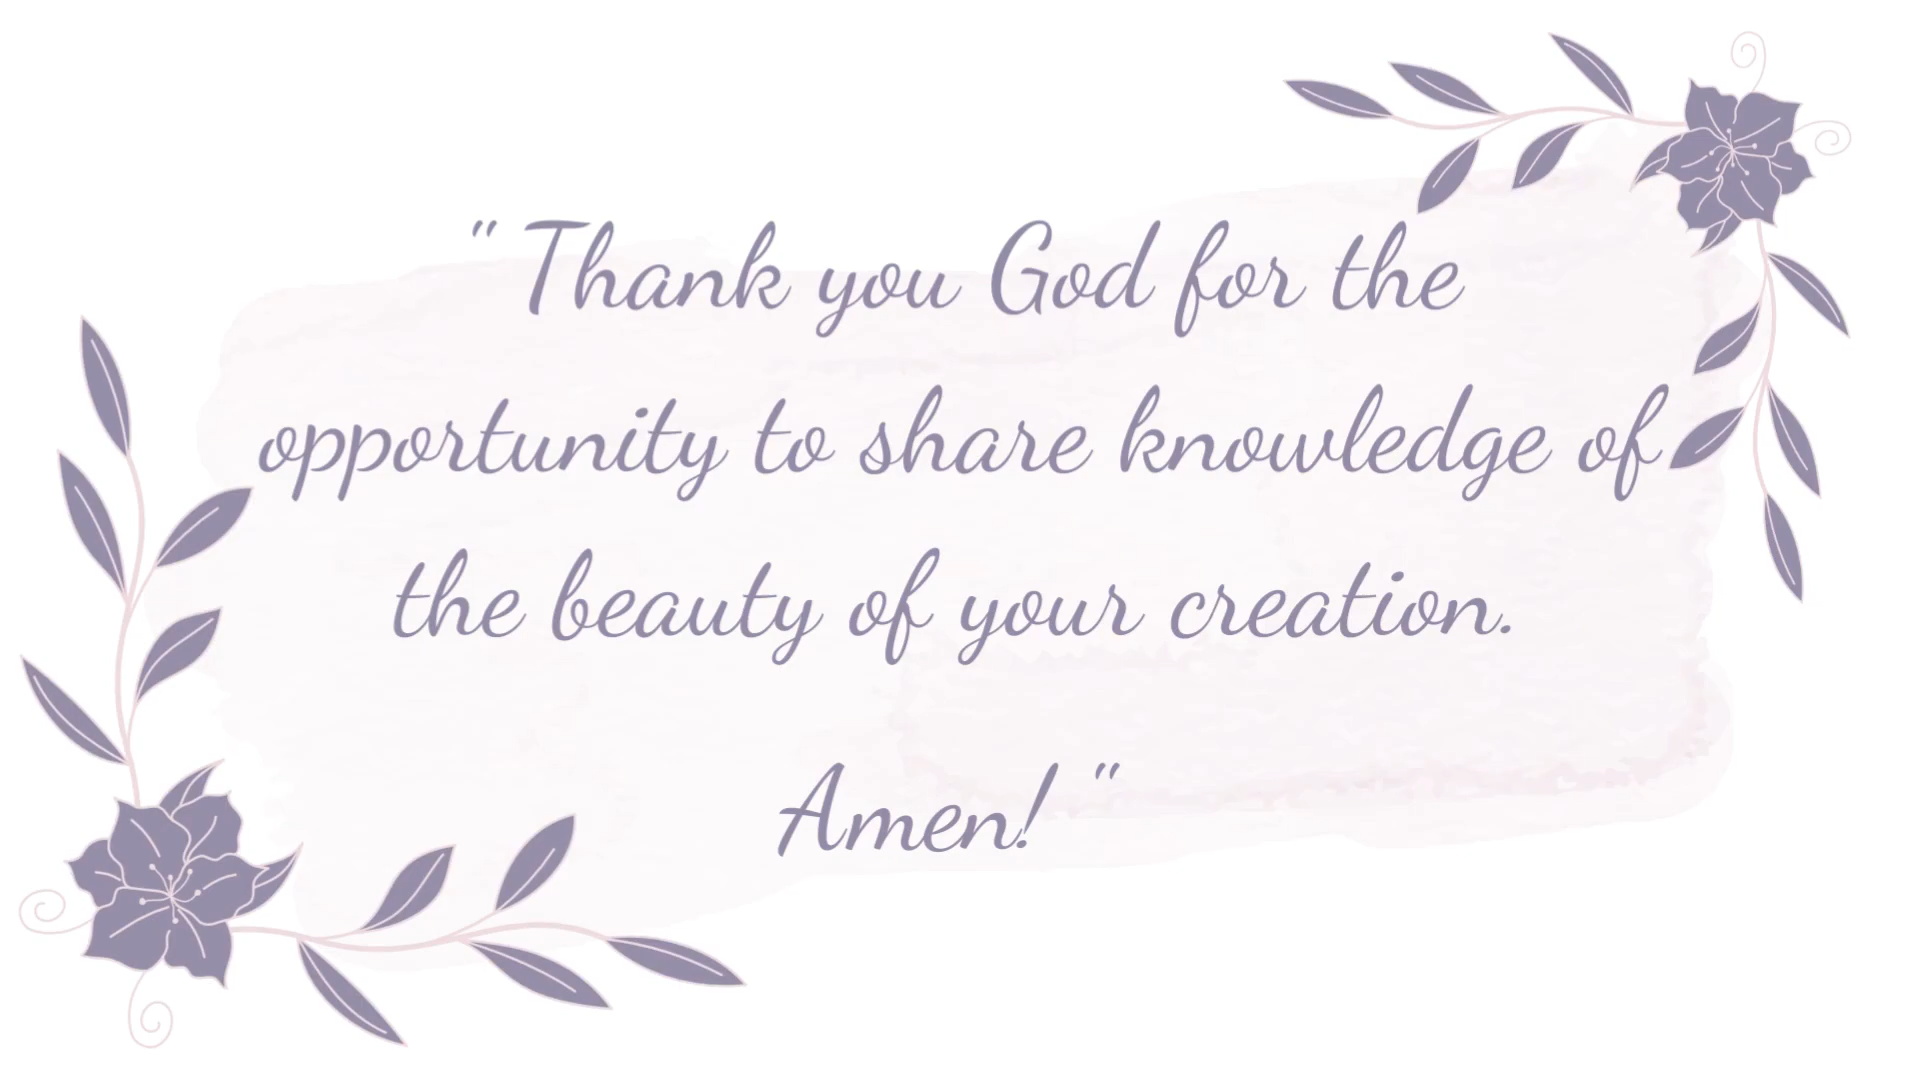 " Thank you God for the
opportunity to share knowledge of
the beauty of your creation.
Amen! "